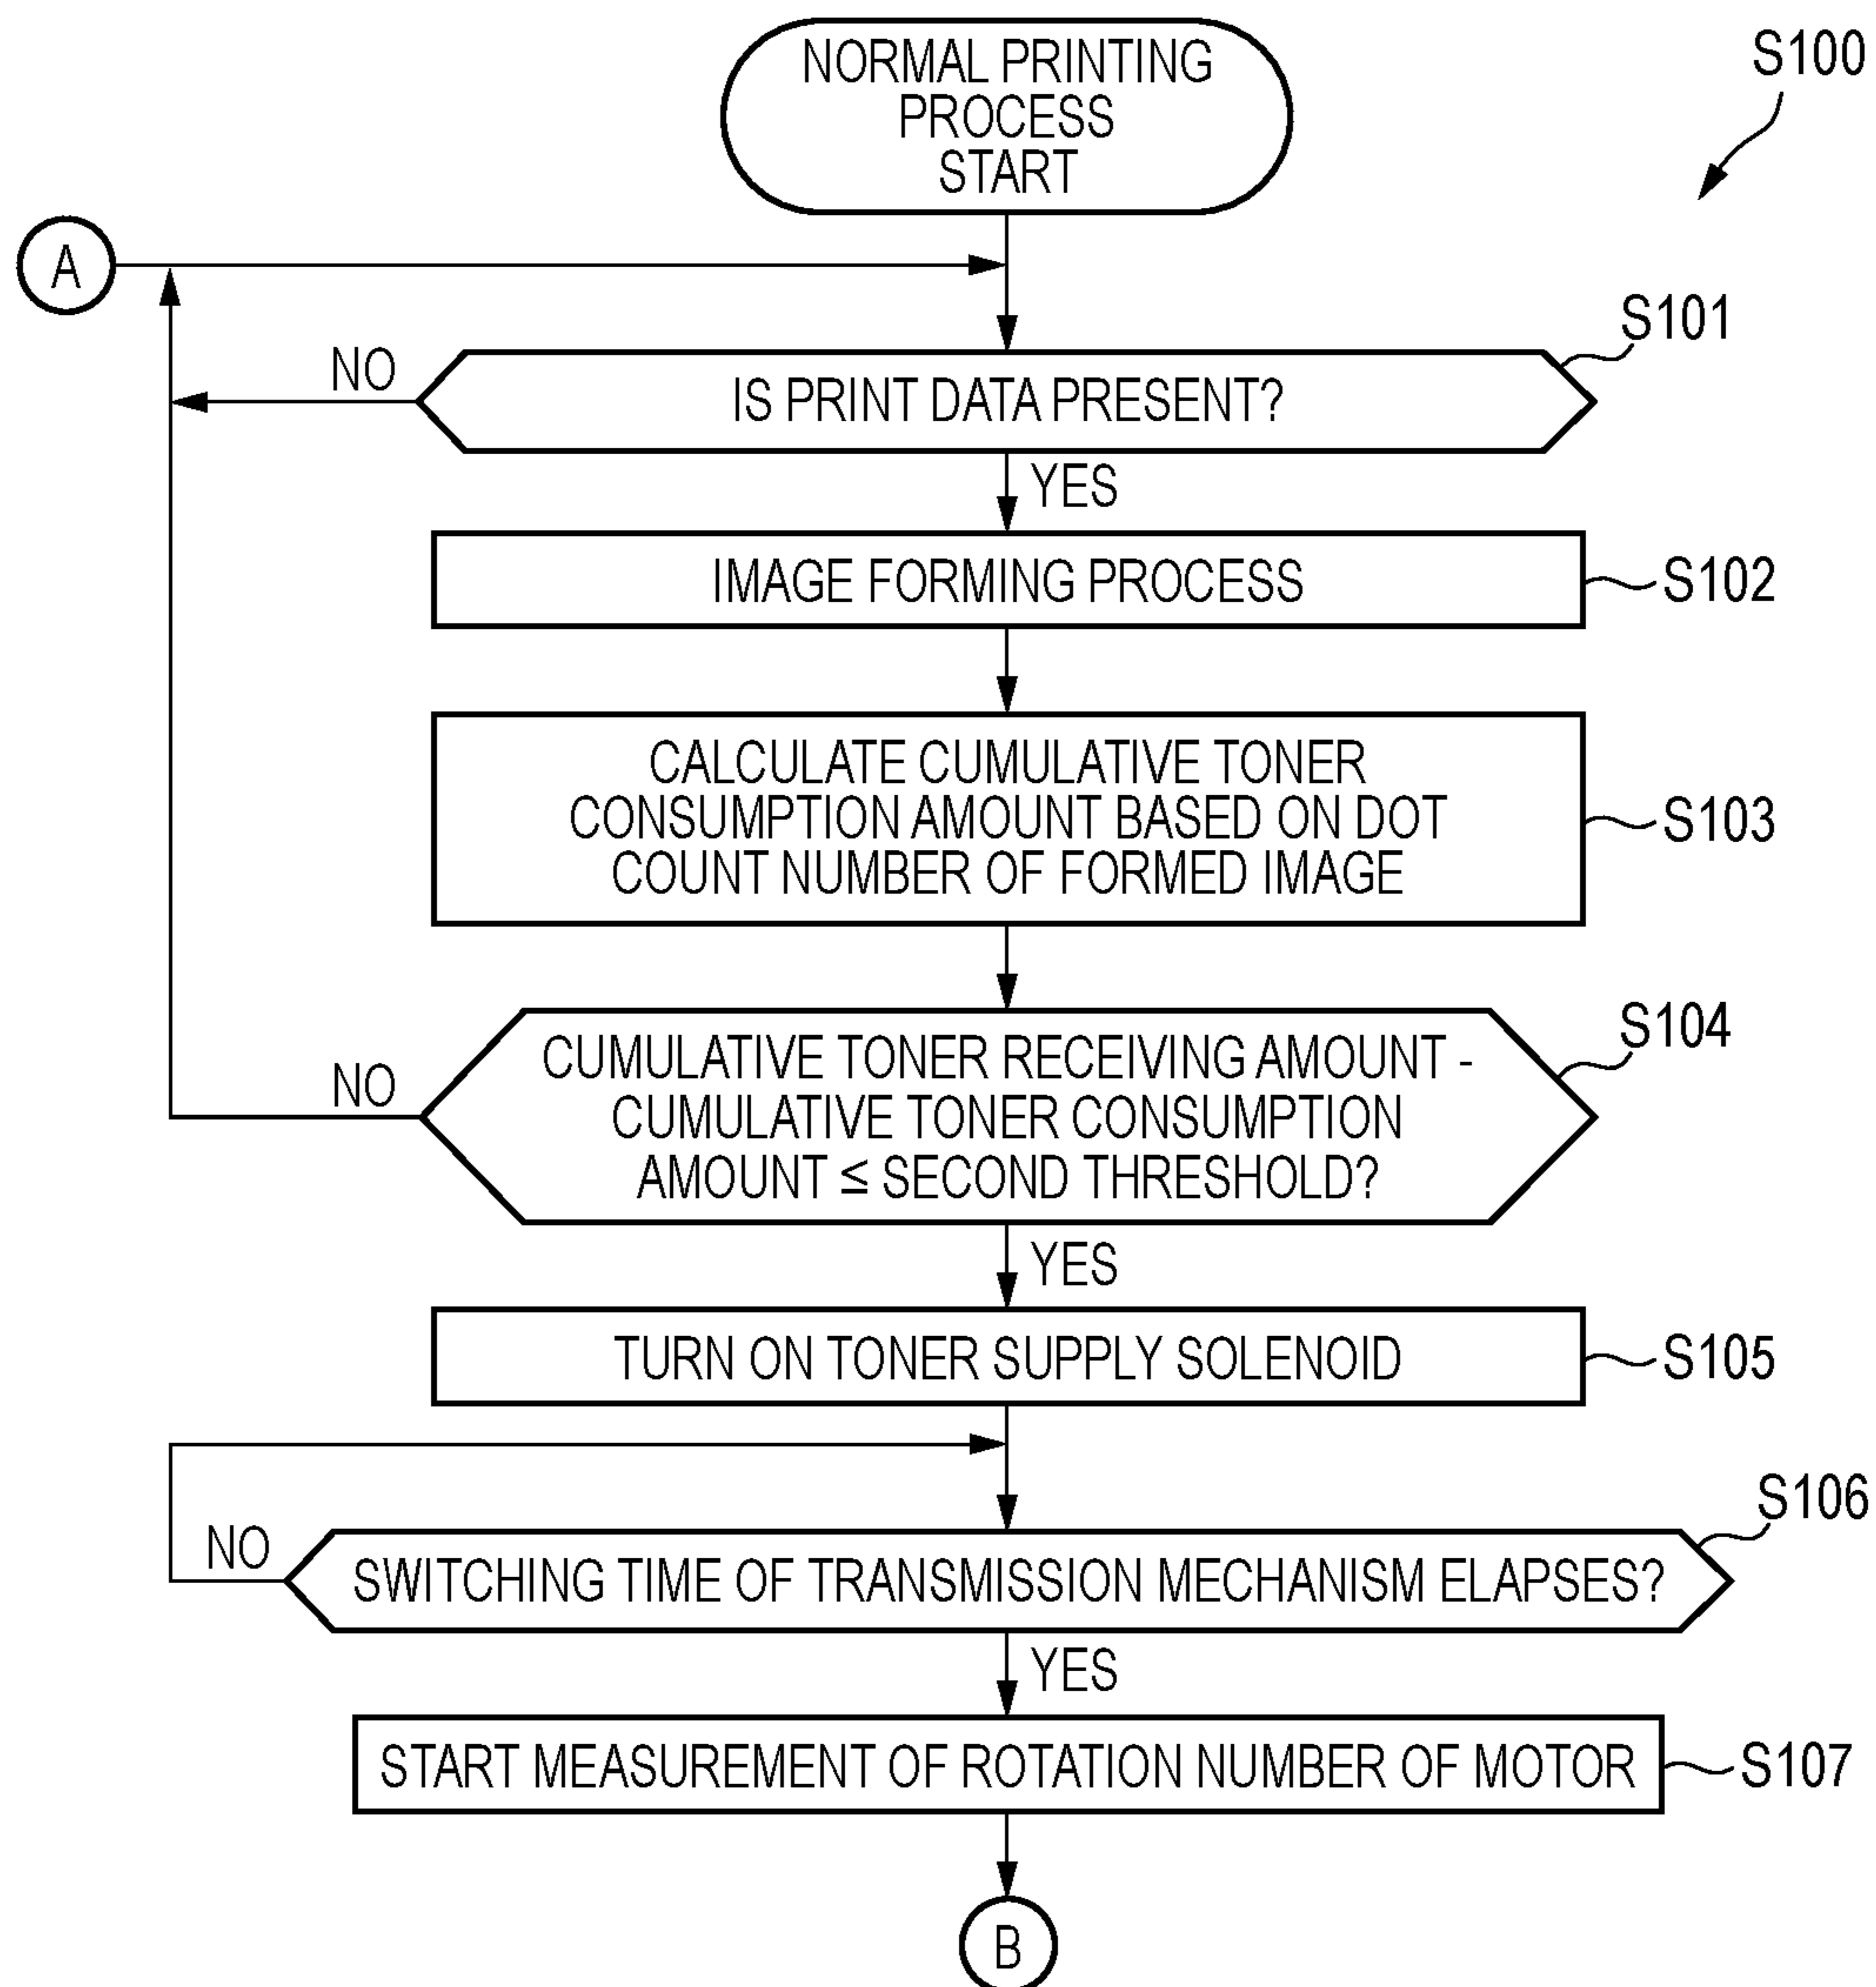 NORMAL PRINTING
PROCESS
START
S100
A
S101
NO
IS PRINT DATA PRESENT?
YES
IMAGE FORMING PROCESS
S102
CALCULATE CUMULATIVE TONER
CONSUMPTION AMOUNT BASED ON DOT
COUNT NUMBER OF FORMED IMAGE
S103
S104
NO
CUMULATIVE TONER RECEIVING AMOUNT -
CUMULATIVE TONER CONSUMPTION
AMOUNT ≤ SECOND THRESHOLD?
YES
TURN ON TONER SUPPLY SOLENOID
S105
S106
NO
SWITCHING TIME OF TRANSMISSION MECHANISM ELAPSES?
YES
START MEASUREMENT OF ROTATION NUMBER OF MOTOR
S107
B